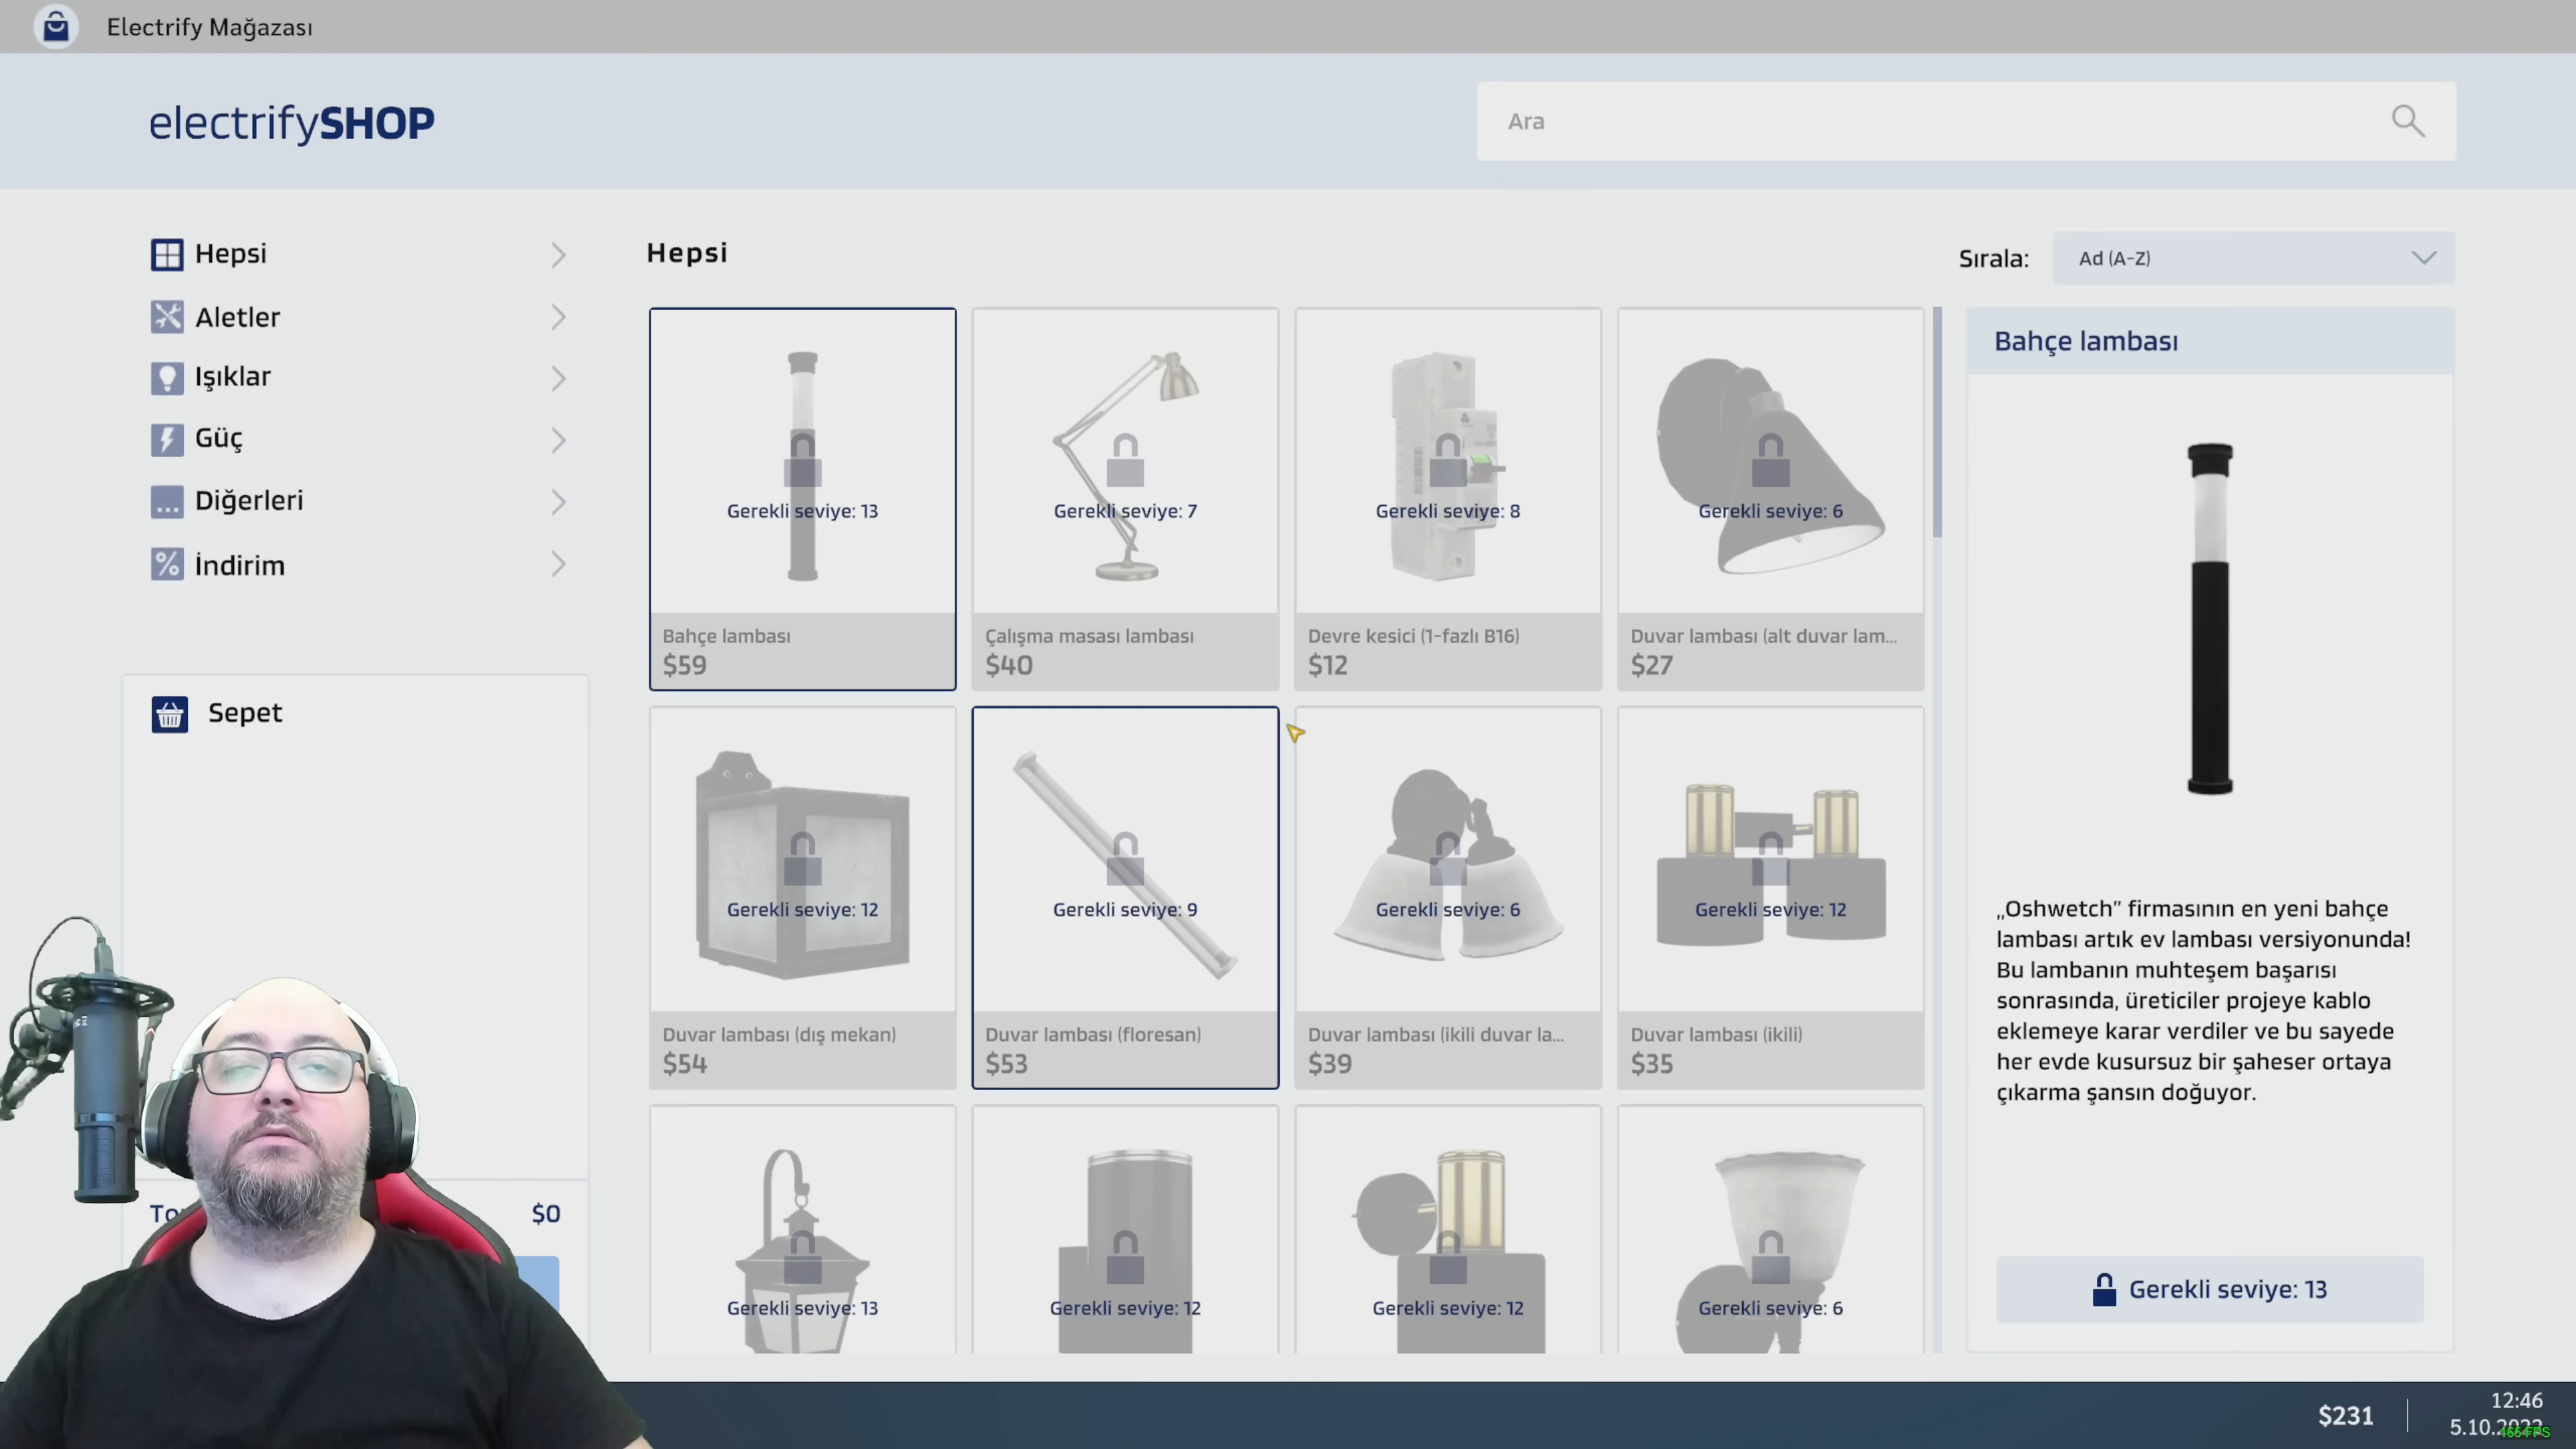 Electrify Mağazası
electrifySHOP
Ara
Hepsi
Aletler
Işıklar
Güç
Diğerleri
İndirim
Hepsi
Sırala:
Ad (A-Z)
Gerekli seviye: 13
Bahçe lambası
$59
Gerekli seviye: 7
Çalışma masası lambası
$40
Gerekli seviye: 8
Devre kesici (1-fazlı B16)
$12
Gerekli seviye: 6
Duvar lambası (alt duvar lam...
$27
Gerekli seviye: 12
Duvar lambası (dış mekan)
$54
Gerekli seviye: 9
Duvar lambası (floresan)
$53
Gerekli seviye: 6
Duvar lambası (ikili duvar la...
$39
Gerekli seviye: 12
Duvar lambası (ikili)
$35
Gerekli seviye: 13
Gerekli seviye: 12
Gerekli seviye: 12
Gerekli seviye: 6
Bahçe lambası
„Oshwetch” firmasının en yeni bahçe
lambası artık ev lambası versiyonunda!
Bu lambanın muhteşem başarısı
sonrasında, üreticiler projeye kablo
eklemeye karar verdiler ve bu sayede
her evde kusursuz bir şaheser ortaya
çıkarma şansın doğuyor.
Gerekli seviye: 13
Sepet
$0
$231
12:46